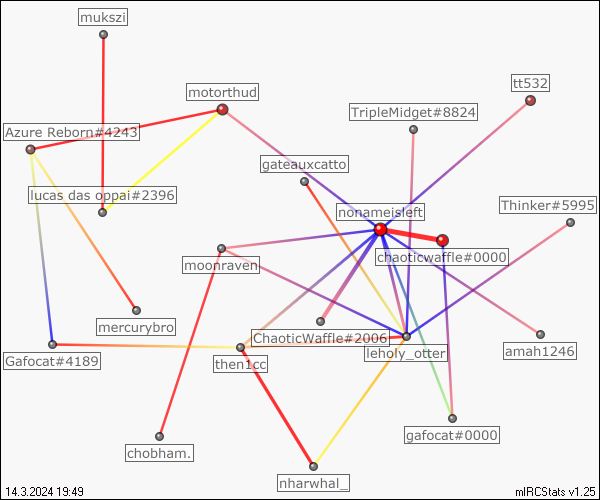 mukszi
motorthud
tt532
TripleMidget#8824
Azure Reborn#4243
gateauxcatto
lucas das oppai#2396
Thinker#5995
nonameisleft
chaoticwaffle#0000
moonraven
mercurybro
ChaoticWaffle#2006
leholy_otter
amah1246
Gafocat#4189
then1cc
gafocat#0000
chobham.
nharwhal_
14.3.2024 19:49
mIRCStats v1.25